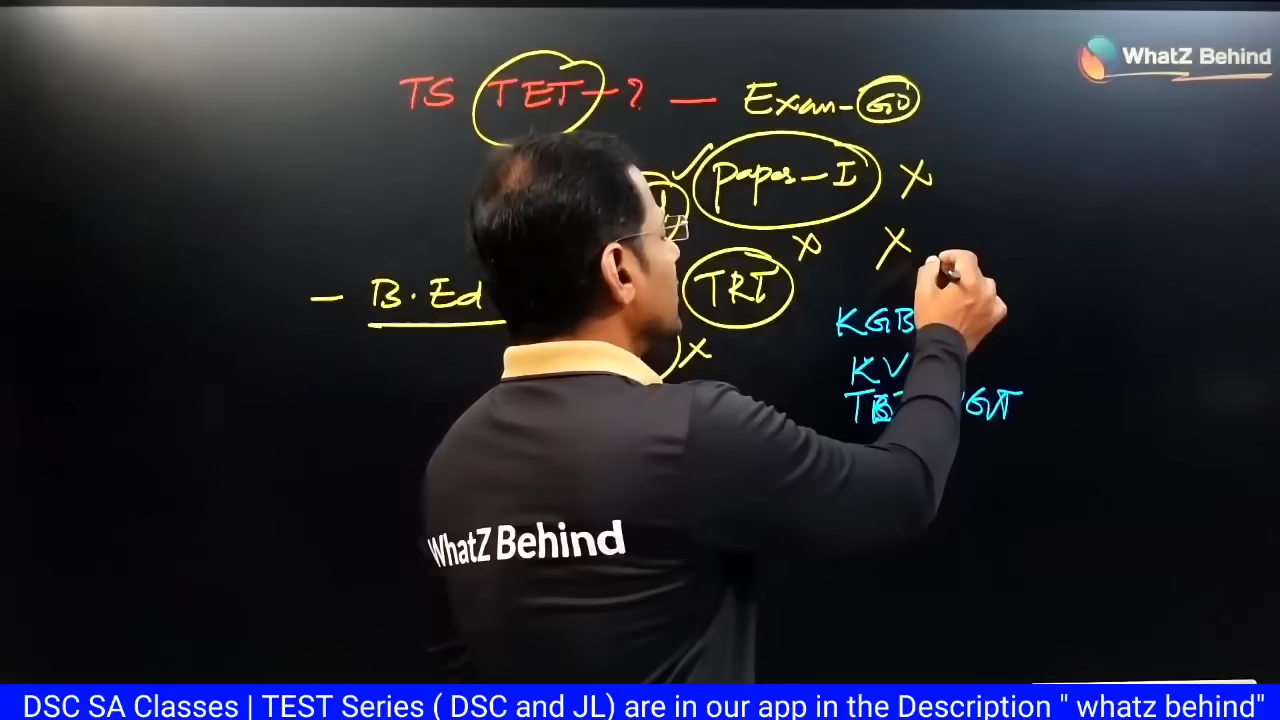 WhatZ Behind
TS TET - ? — Exam - GO
Paper - I X
X X
- B.Ed TRT
X
KGB
KV
GT
WhatZ Behind
DSC SA Classes | TEST Series ( DSC and JL) are in our app in the Description " whatz behind"